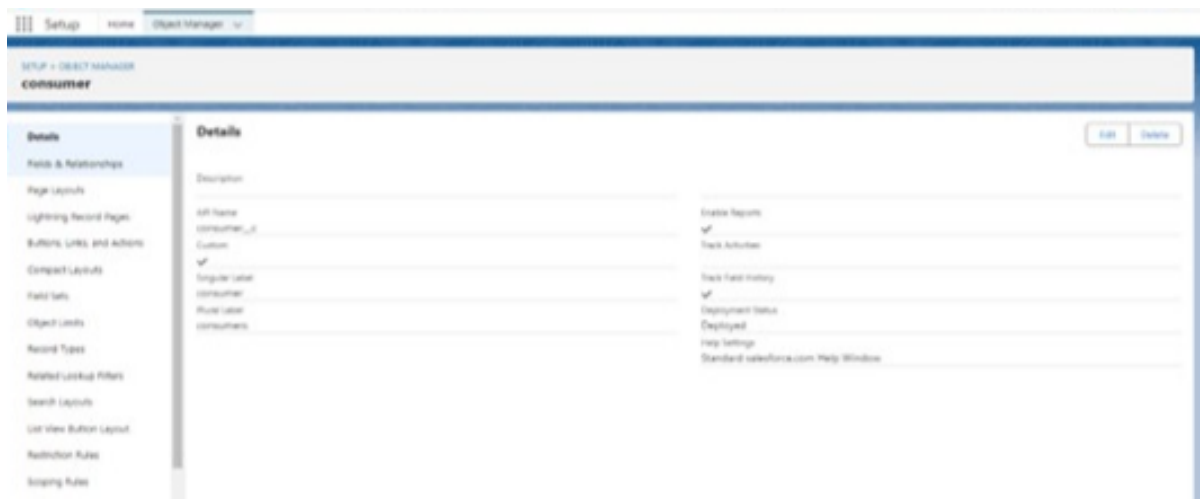 Setup Home Object Manager
SETUP > OBJECT MANAGER
consumer
Details
Fields & Relationships
Page Layouts
Lightning Record Pages
Buttons, Links, and Actions
Compact Layouts
Field Sets
Object Limits
Record Types
Related Lookup Filters
Search Layouts
List View Button Layout
Restriction Rules
Scoping Rules
Details
Edit Delete
Description
API Name
consumer__c
Custom
Singular Label
consumer
Plural Label
consumers
Enable Reports
Track Activities
Track Field History
Deployment Status
Deployed
Help Settings
Standard salesforce.com Help Window